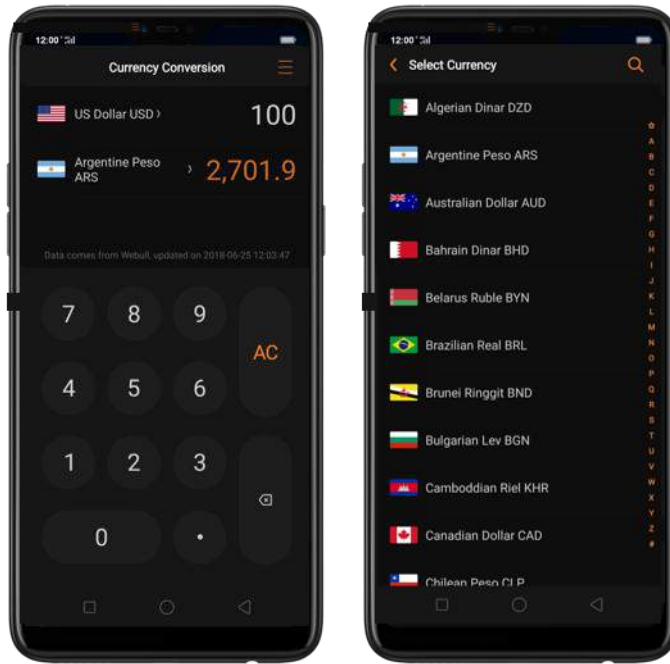 12:00
Currency Conversion
US Dollar USD ›
100
Argentine Peso
ARS
›
2,701.9
Data comes from Webull, updated on 2018-06-25 12:03:47
7
8
9
AC
4
5
6
1
2
3
0
.
12:00
Select Currency
Algerian Dinar DZD
Argentine Peso ARS
Australian Dollar AUD
Bahrain Dinar BHD
Belarus Ruble BYN
Brazilian Real BRL
Brunei Ringgit BND
Bulgarian Lev BGN
Camboddian Riel KHR
Canadian Dollar CAD
Chilean Peso CLP
A
B
C
D
E
F
G
H
I
J
K
L
M
N
O
P
Q
R
S
T
U
V
W
X
Y
Z
#